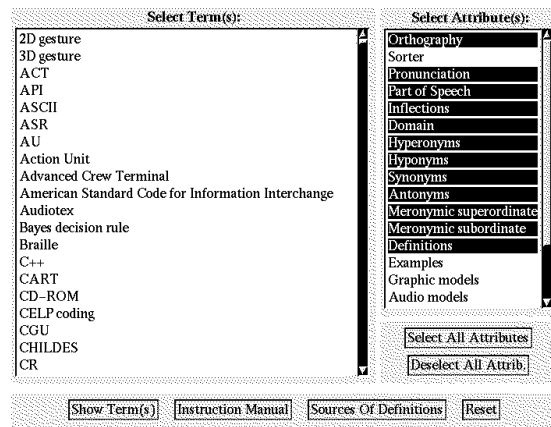 Select Term(s):
2D gesture
3D gesture
ACT
API
ASCII
ASR
AU
Action Unit
Advanced Crew Terminal
American Standard Code for Information Interchange
Audiotex
Bayes decision rule
Braille
C++
CART
CD-ROM
CELP coding
CGU
CHILDES
CR
Select Attribute(s):
Orthography
Sorter
Pronunciation
Part of Speech
Inflections
Domain
Hyperonyms
Hyponyms
Synonyms
Antonyms
Meronymic superordinate
Meronymic subordinate
Definitions
Examples
Graphic models
Audio models
Select All Attributes
Deselect All Attrib.
Show Term(s) Instruction Manual Sources Of Definitions Reset